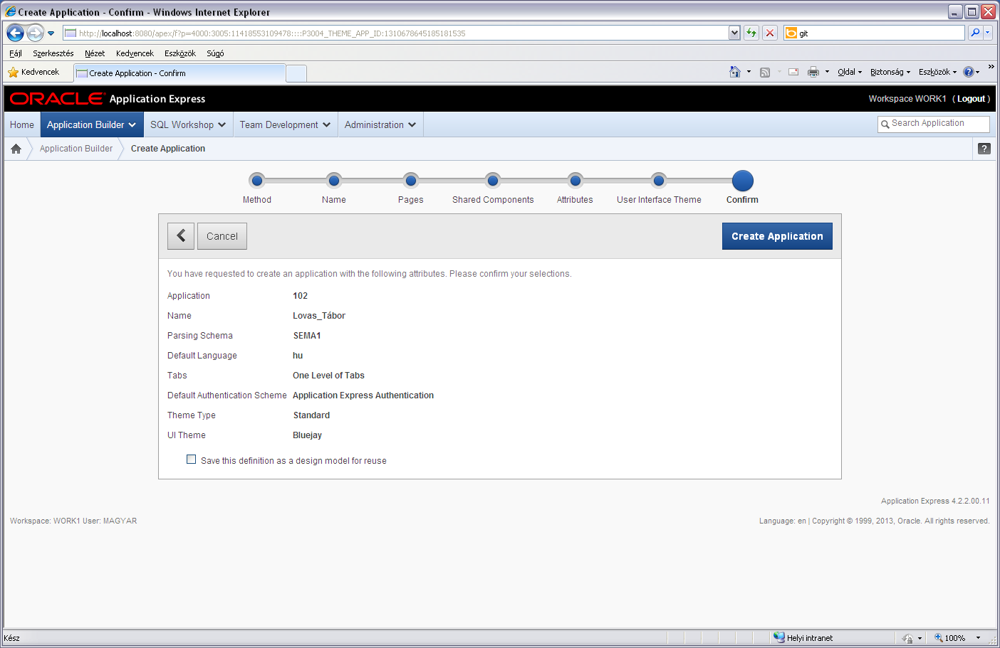 Create Application - Confirm - Windows Internet Explorer
http://localhost:8080/apex/f?p=4000:3005:11418553109478::::P3004_THEME_APP_ID:1310678645185181535
git
Fájl Szerkesztés Nézet Kedvencek Eszközök Súgó
Kedvencek
Create Application - Confirm
Oldal Biztonság Eszközök
ORACLE Application Express
Workspace WORK1 ( Logout )
Home Application Builder SQL Workshop Team Development Administration
Search Application
Application Builder Create Application
?
Method Name Pages Shared Components Attributes User Interface Theme Confirm
Cancel
Create Application
You have requested to create an application with the following attributes. Please confirm your selections.
Application 102
Name Lovas_Tábor
Parsing Schema SEMA1
Default Language hu
Tabs One Level of Tabs
Default Authentication Scheme Application Express Authentication
Theme Type Standard
UI Theme Bluejay
Save this definition as a design model for reuse
Application Express 4.2.2.00.11
Workspace: WORK1 User: MAGYAR
Language: en | Copyright © 1999, 2013, Oracle. All rights reserved.
Kész
Helyi intranet
100%